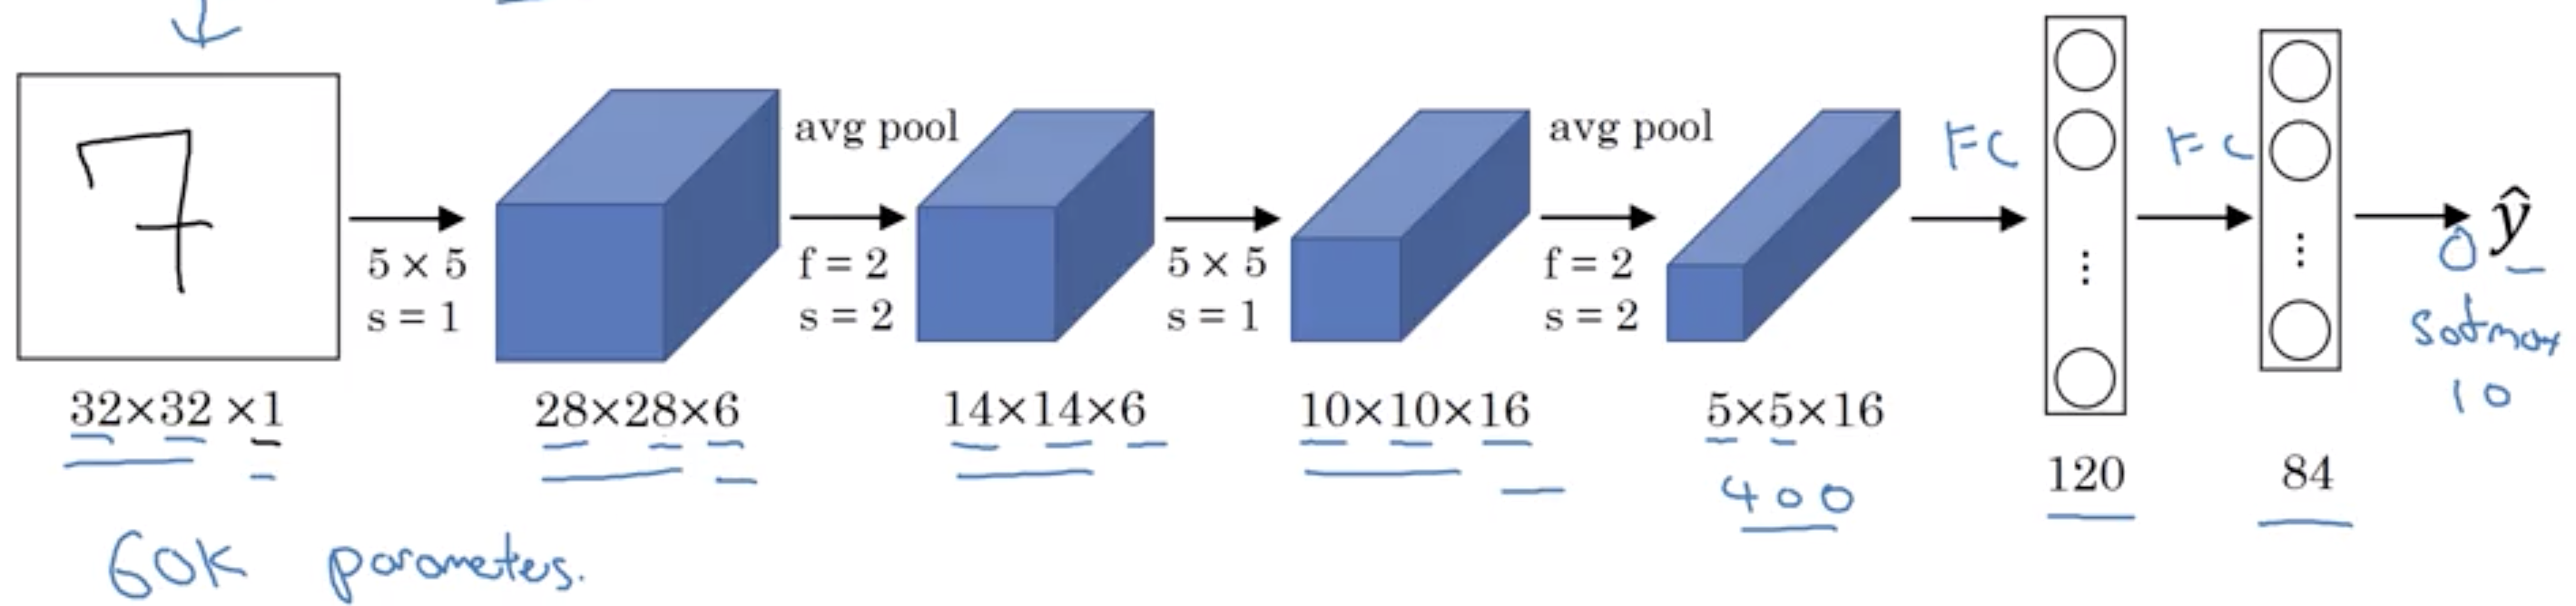 7
5 × 5
s = 1
avg pool
f = 2
s = 2
5 × 5
s = 1
avg pool
f = 2
s = 2
FC
⋮
FC
⋮
ŷ
softmax
10
32×32 ×1
28×28×6
14×14×6
10×10×16
5×5×16
400
120
84
60K parameters.